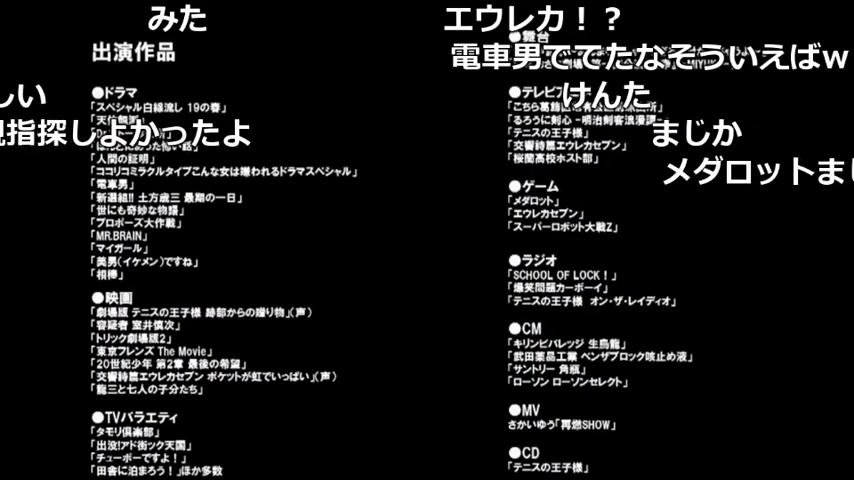 みた
エウレカ！？
出演作品
●舞台
電車男ででてたなそういえばw
●ドラマ
「スペシャル白線流し 19の春」
「人間の証明」
「ココリコミラクルタイプこんな女は嫌われるドラマスペシャル」
「電車男」
「新選組!! 土方歳三 最期の一日」
「世にも奇妙な物語」
「プロポーズ大作戦」
「MR.BRAIN」
「マイガール」
「美男(イケメン)ですね」
「相棒」
しい
指探しよかったよ
●映画
「劇場版 テニスの王子様 跡部からの贈り物」(声)
「容疑者 室井慎次」
「トリック劇場版2」
「東京フレンズ The Movie」
「20世紀少年 第2章 最後の希望」
「交響詩篇エウレカセブン ポケットが虹でいっぱい」(声)
「龍三と七人の子分たち」
●TVバラエティ
「タモリ倶楽部」
「出没!アド街ック天国」
「チューボーですよ!」
「田舎に泊まろう!」ほか多数
けんた
「るろうに剣心 -明治剣客浪漫譚-
「テニスの王子様」
まじか
「交響詩篇エウレカセブン」
「桜蘭高校ホスト部」
メダロットまじ
●ゲーム
「メダロット」
「エウレカセブン」
「スーパーロボット大戦Z」
●ラジオ
「SCHOOL OF LOCK!」
「爆笑問題カーボーイ」
「テニスの王子様 オン・ザ・レイディオ」
●CM
「キリンビバレッジ 生烏龍」
「武田薬品工業 ベンザブロック咳止め液」
「サントリー 角瓶」
「ローソン ローソンセレクト」
●MV
さかいゆう「再燃SHOW」
●CD
「テニスの王子様」